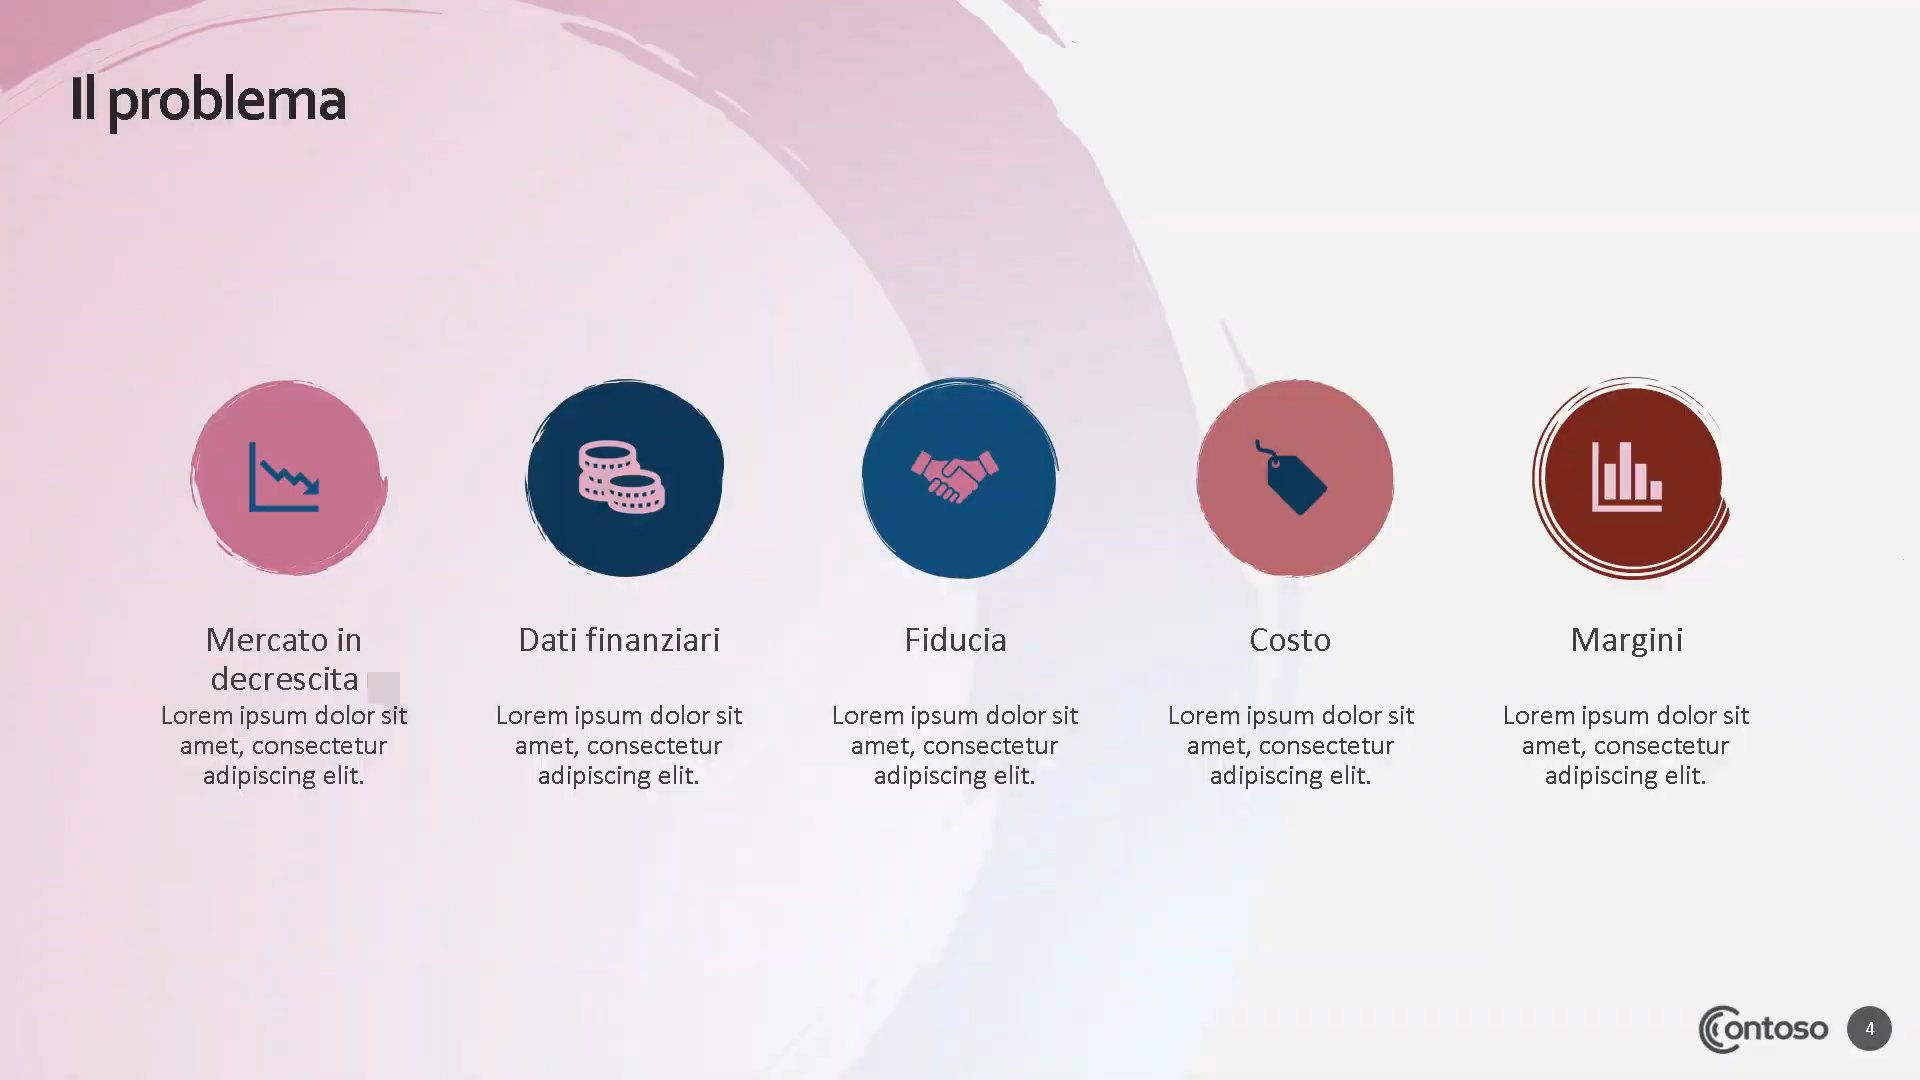 Il problema
Mercato in
decrescita
Lorem ipsum dolor sit
amet, consectetur
adipiscing elit.
Dati finanziari
Lorem ipsum dolor sit
amet, consectetur
adipiscing elit.
Fiducia
Lorem ipsum dolor sit
amet, consectetur
adipiscing elit.
Costo
Lorem ipsum dolor sit
amet, consectetur
adipiscing elit.
Margini
Lorem ipsum dolor sit
amet, consectetur
adipiscing elit.
Contoso
4